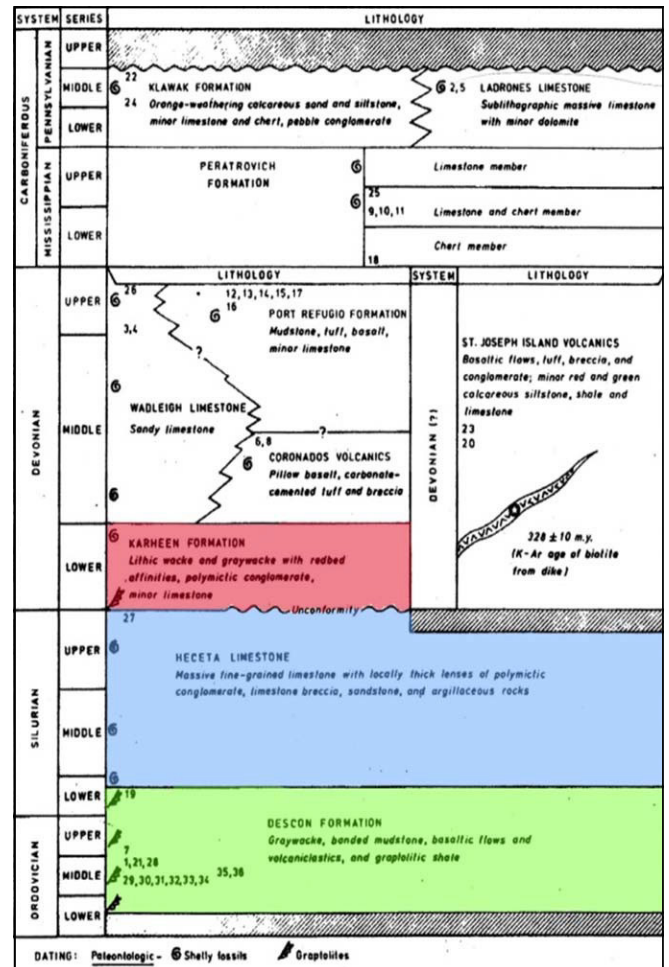 SYSTEM SERIES LITHOLOGY
CARBONIFEROUS
PENNSYLVANIAN
UPPER
MIDDLE
LOWER
22
24
KLAWAK FORMATION
Orange-weathering calcareous sand and siltstone,
minor limestone and chert, pebble conglomerate
2,5 LADRONES LIMESTONE
Sublithographic massive limestone
with minor dolomite
MISSISSIPPIAN
UPPER
LOWER
PERATROVICH
FORMATION
Limestone member
25
9,10,11 Limestone and chert member
Chert member
18
LITHOLOGY SYSTEM LITHOLOGY
DEVONIAN
UPPER
MIDDLE
LOWER
26
3,4
12, 13, 14, 15, 17
16
PORT REFUGIO FORMATION
Mudstone, tuff, basalt,
minor limestone
?
WADLEIGH LIMESTONE
Sandy limestone
?
6,8
CORONADOS VOLCANICS
Pillow basalt, carbonate-
cemented tuff and breccia
DEVONIAN (?)
ST. JOSEPH ISLAND VOLCANICS
Basaltic flows, tuff, breccia, and
conglomerate; minor red and green
calcareous siltstone, shale and
limestone
23
20
328 ± 10 m.y.
(K-Ar age of biotite
from dike)
KARHEEN FORMATION
Lithic wacke and graywacke with redbed
affinities, polymictic conglomerate,
minor limestone
Unconformity
SILURIAN
UPPER
MIDDLE
LOWER
27
HECETA LIMESTONE
Massive fine-grained limestone with locally thick lenses of polymictic
conglomerate, limestone breccia, sandstone, and argillaceous rocks
19
ORDOVICIAN
UPPER
MIDDLE
LOWER
DESCON FORMATION
Graywacke, banded mudstone, basaltic flows and
volcaniclastics, and graptolitic shale
7
1,21,28
29,30,31,32,33,34
35,36
DATING: Paleontologic - Shelly fossils Graptolites